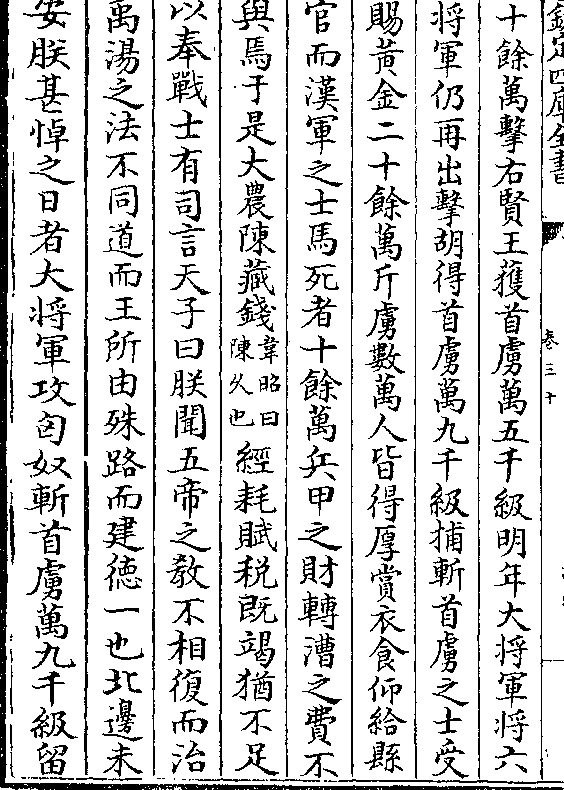 欽定四庫全書
卷三十
十餘萬擊右賢王獲首虜萬五千級明年大将軍将六
将軍仍再出擊胡得首虜萬九千級捕斬首虜之士受
賜黃金二十餘萬斤虜數萬人皆得厚賞衣食仰給縣
官而漢軍之士馬死者十餘萬兵甲之財轉漕之費不
與焉于是大農陳藏錢韋昭曰陳久也經耗賦稅既竭猶不足
以奉戰士有司言天子曰朕聞五帝之教不相復而治
禹湯之法不同道而王所由殊路而建德一也北邊未
安朕甚悼之日者大将軍攻匈奴斬首虜萬九千級留